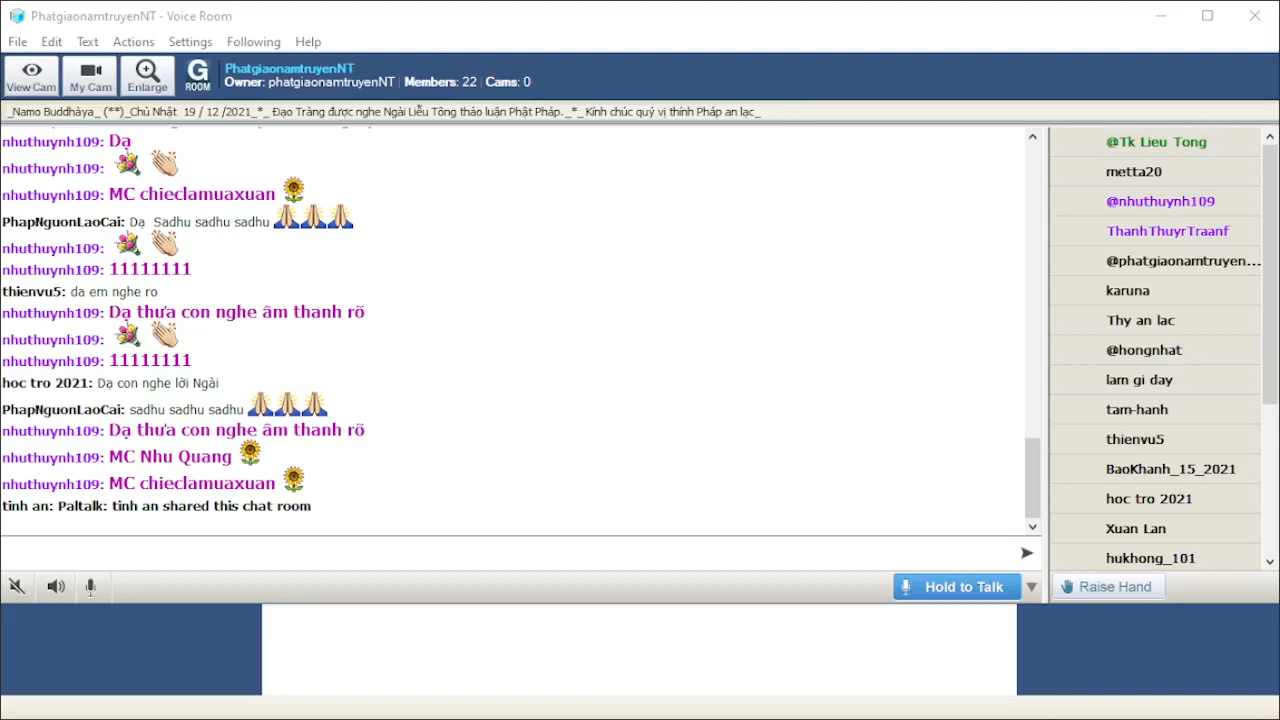 PhatgiaonamtruyenNT - Voice Room
File Edit Text Actions Settings Following Help
View Cam My Cam Enlarge G ROOM
PhatgiaonamtruyenNT
Owner: phatgiaonamtruyenNT | Members: 22 | Cams: 0
_Namo Buddhàya_ (**)_Chủ Nhật 19 / 12 /2021_*_ Đạo Tràng được nghe Ngài Liễu Tông thảo luận Phật Pháp._*_Kính chúc quý vị thính Pháp an lạc_
nhuthuynh109: Dạ
nhuthuynh109:
nhuthuynh109: MC chieclamuaxuan
PhapNguonLaoCai: Dạ Sadhu sadhu sadhu
nhuthuynh109:
nhuthuynh109: 11111111
thienvu5: da em nghe ro
nhuthuynh109: Dạ thưa con nghe âm thanh rõ
nhuthuynh109:
nhuthuynh109: 11111111
hoc tro 2021: Dạ con nghe lời Ngài
PhapNguonLaoCai: sadhu sadhu sadhu
nhuthuynh109: Dạ thưa con nghe âm thanh rõ
nhuthuynh109: MC Nhu Quang
nhuthuynh109: MC chieclamuaxuan
tinh an: Paltalk: tinh an shared this chat room
@Tk Lieu Tong
metta20
@nhuthuynh109
ThanhThuyrTraanf
@phatgiaonamtruyen...
karuna
Thy an lac
@hongnhat
lam gi day
tam-hanh
thienvu5
BaoKhanh_15_2021
hoc tro 2021
Xuan Lan
hukhong_101
Hold to Talk
Raise Hand